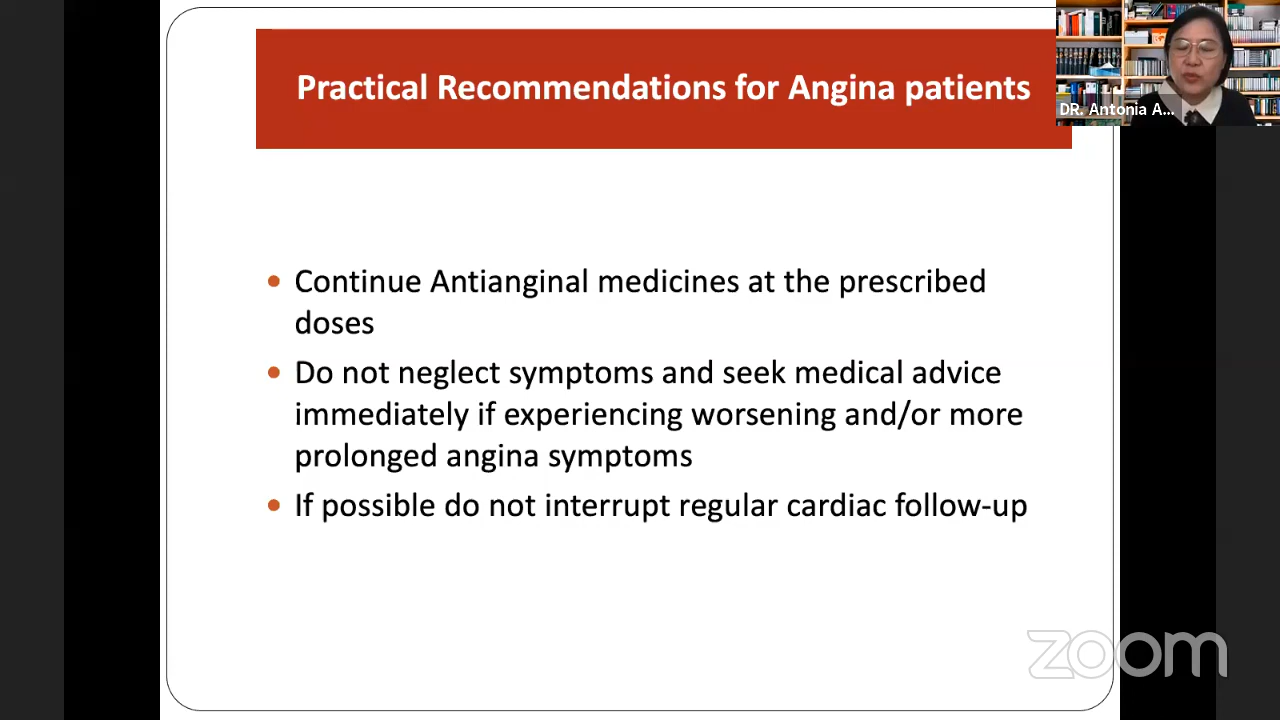 Practical Recommendations for Angina patients
DR. Antonia A...
• Continue Antianginal medicines at the prescribed
doses
• Do not neglect symptoms and seek medical advice
immediately if experiencing worsening and/or more
prolonged angina symptoms
• If possible do not interrupt regular cardiac follow-up
zoom